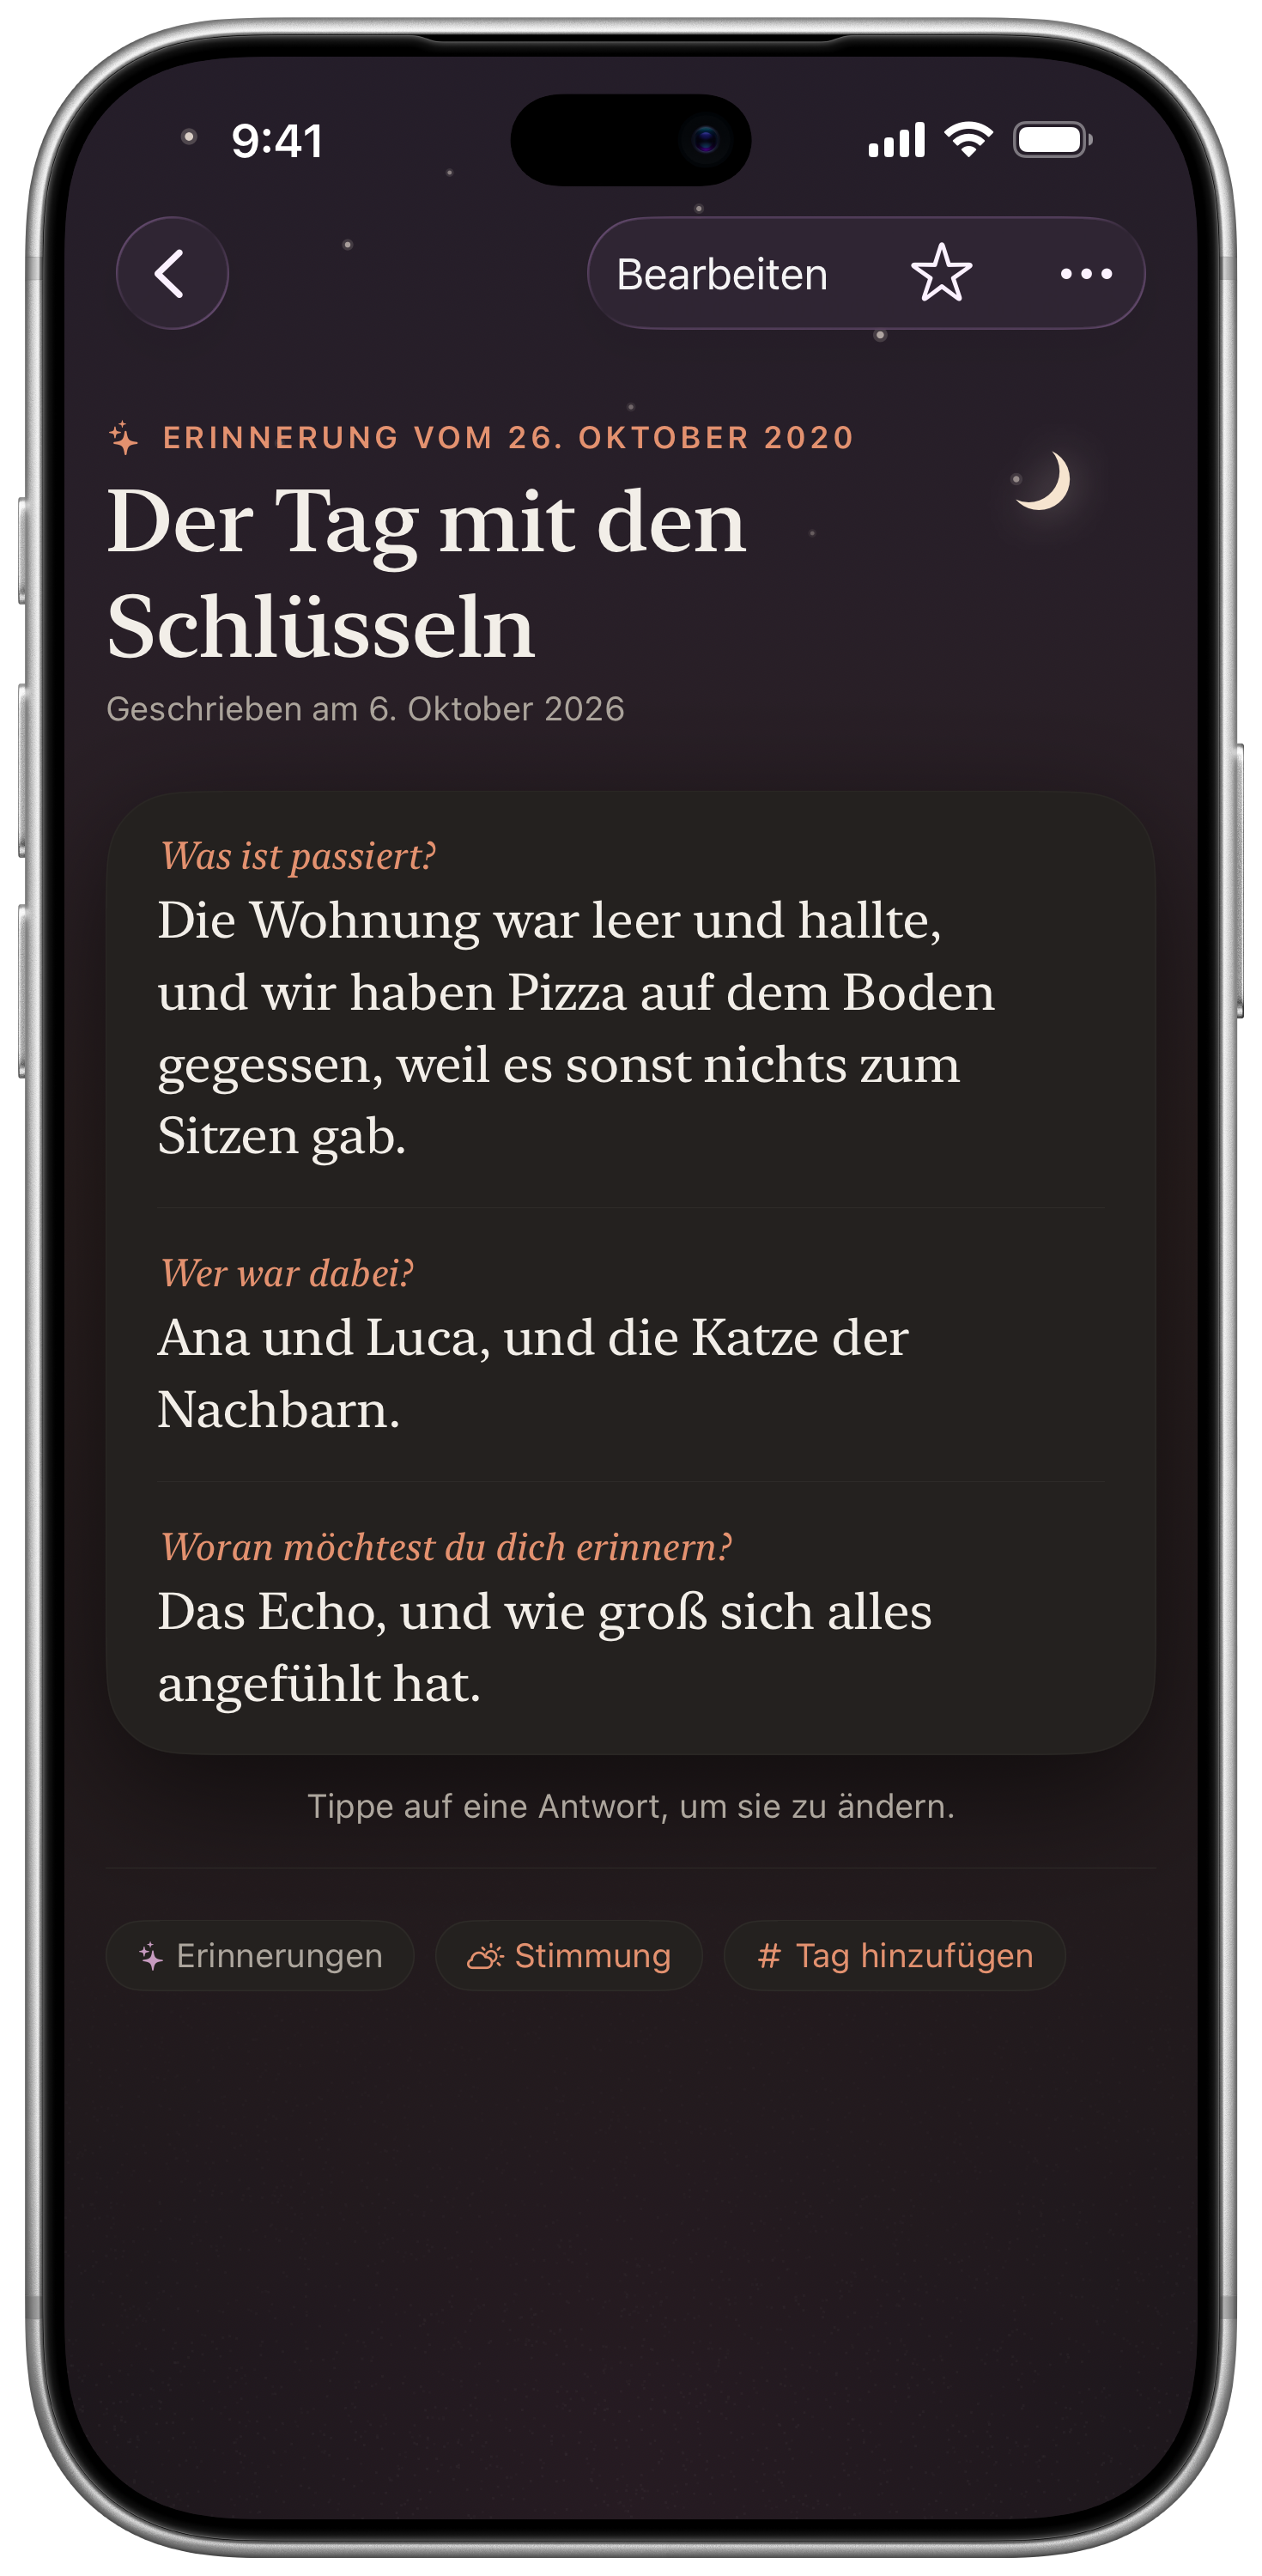 9:41
Bearbeiten
ERINNERUNG VOM 26. OKTOBER 2020
Der Tag mit den
Schlüsseln
Geschrieben am 6. Oktober 2026
Was ist passiert?
Die Wohnung war leer und hallte,
und wir haben Pizza auf dem Boden
gegessen, weil es sonst nichts zum
Sitzen gab.
Wer war dabei?
Ana und Luca, und die Katze der
Nachbarn.
Woran möchtest du dich erinnern?
Das Echo, und wie groß sich alles
angefühlt hat.
Tippe auf eine Antwort, um sie zu ändern.
Erinnerungen
Stimmung
# Tag hinzufügen